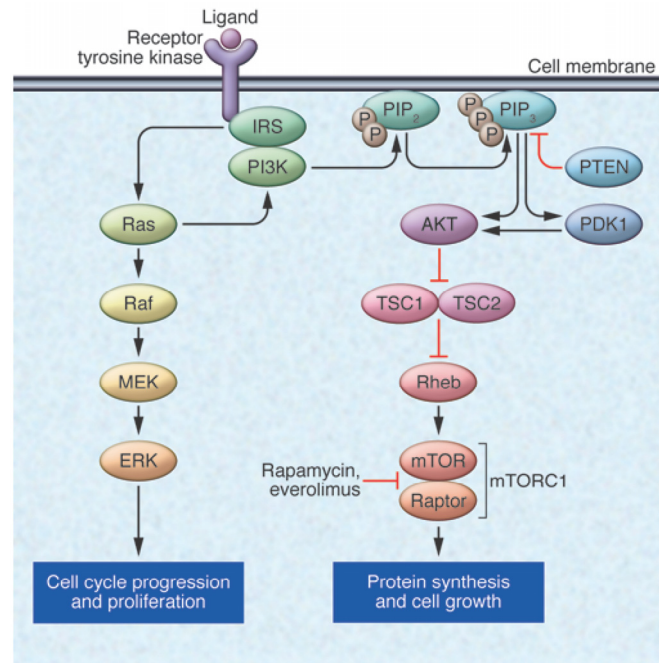 Ligand
Receptor
tyrosine kinase
Cell membrane
IRS
PI3K
PIP2
P
P
PIP3
P
P
P
PTEN
Ras
AKT
PDK1
Raf
TSC1
TSC2
MEK
Rheb
ERK
mTOR
Raptor
mTORC1
Rapamycin,
everolimus
Cell cycle progression
and proliferation
Protein synthesis
and cell growth